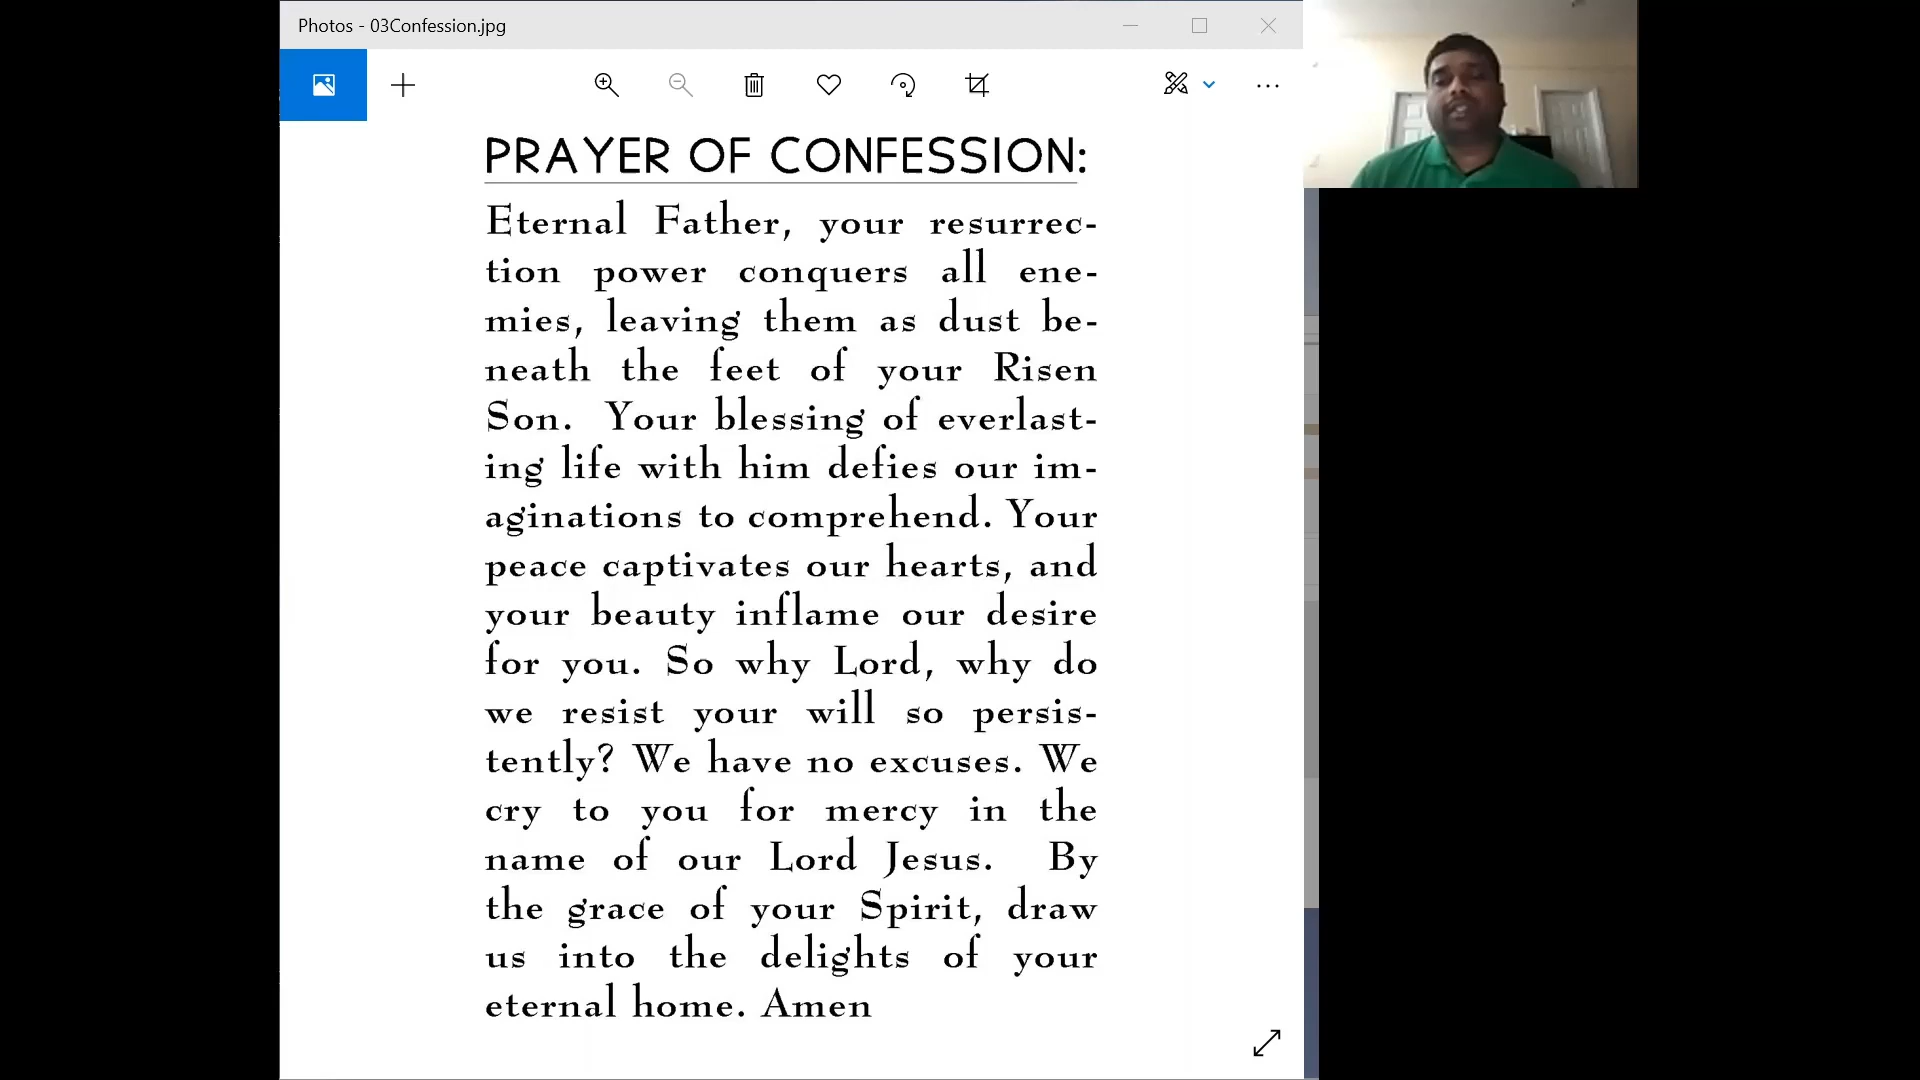 Photos - 03Confession.jpg
PRAYER OF CONFESSION:
Eternal Father, your resurrec-
tion power conquers all ene-
mies, leaving them as dust be-
neath the feet of your Risen
Son. Your blessing of everlast-
ing life with him defies our im-
aginations to comprehend. Your
peace captivates our hearts, and
your beauty inflame our desire
for you. So why Lord, why do
we resist your will so persis-
tently? We have no excuses. We
cry to you for mercy in the
name of our Lord Jesus. By
the grace of your Spirit, draw
us into the delights of your
eternal home. Amen